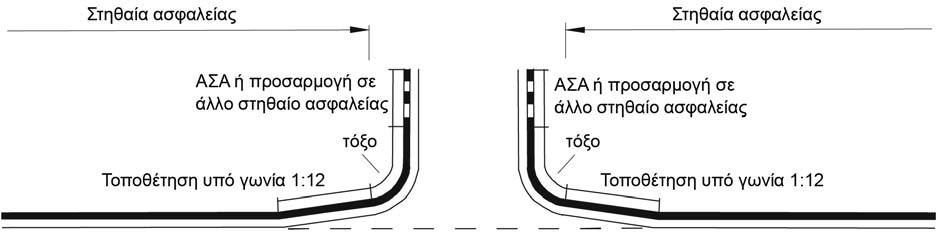 Στηθαία ασφαλείας
Στηθαία ασφαλείας
ΑΣΑ ή προσαρμογή σε
άλλο στηθαίο ασφαλείας
ΑΣΑ ή προσαρμογή σε
άλλο στηθαίο ασφαλείας
τόξο
τόξο
Τοποθέτηση υπό γωνία 1:12
Τοποθέτηση υπό γωνία 1:12